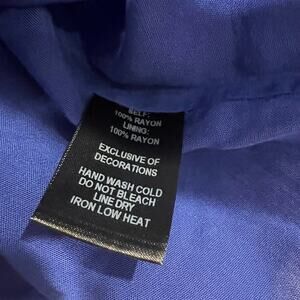 SELF:
100% RAYON
LINING:
100% RAYON
EXCLUSIVE OF
DECORATIONS
HAND WASH COLD
DO NOT BLEACH
LINE DRY
IRON LOW HEAT